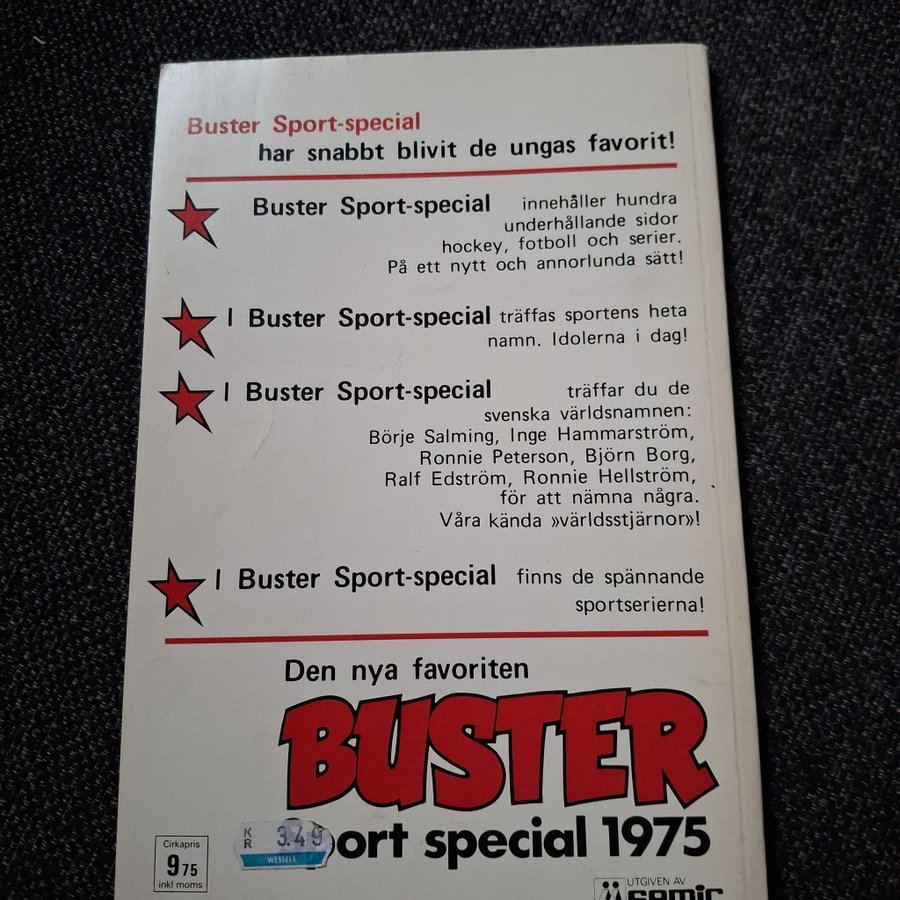 Buster Sport-special
har snabbt blivit de ungas favorit!
Buster Sport-special innehåller hundra
underhållande sidor
hockey, fotboll och serier.
På ett nytt och annorlunda sätt!
I Buster Sport-special träffas sportens heta
namn. Idolerna i dag!
I Buster Sport-special träffar du de
svenska världsnamnen:
Börje Salming, Inge Hammarström,
Ronnie Peterson, Björn Borg,
Ralf Edström, Ronnie Hellström,
för att nämna några.
Våra kända »världsstjärnor»!
I Buster Sport-special finns de spännande
sportserierna!
Den nya favoriten
BUSTER
ort special 1975
KR 3.49
WESSELS
Cirkapris
9 75
inkl moms
UTGIVEN AV
semic